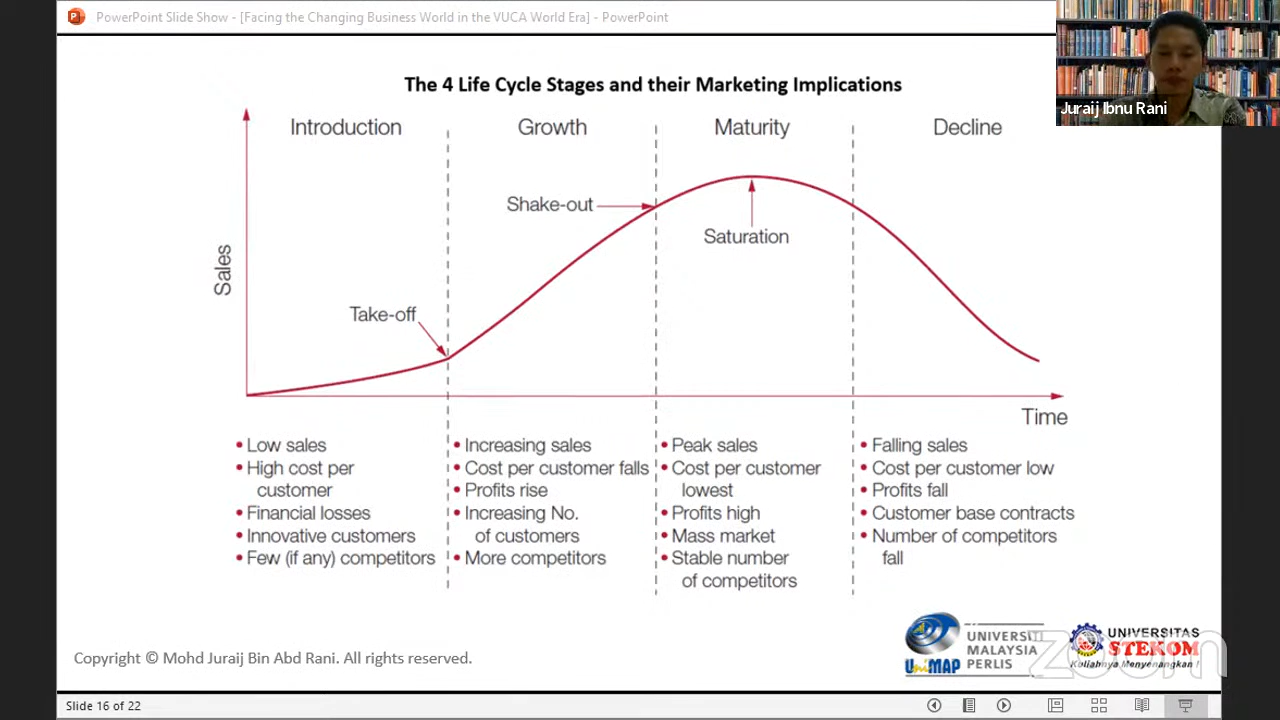 PowerPoint Slide Show - [Facing the Changing Business World in the VUCA World Era] - PowerPoint
Juraij Ibnu Rani
The 4 Life Cycle Stages and their Marketing Implications
Introduction
Growth
Maturity
Decline
Shake-out
Saturation
Sales
Take-off
Time
• Low sales
• High cost per
customer
• Financial losses
• Innovative customers
• Few (if any) competitors
• Increasing sales
• Cost per customer falls
• Profits rise
• Increasing No.
of customers
• More competitors
• Peak sales
• Cost per customer
lowest
• Profits high
• Mass market
• Stable number
of competitors
• Falling sales
• Cost per customer low
• Profits fall
• Customer base contracts
• Number of competitors
fall
Copyright © Mohd Juraij Bin Abd Rani. All rights reserved.
UniMAP
UNIVERSITI
MALAYSIA
PERLIS
UNIVERSITAS
STEKOM
Kuliahnya Menyenangkan !
zoom
Slide 16 of 22